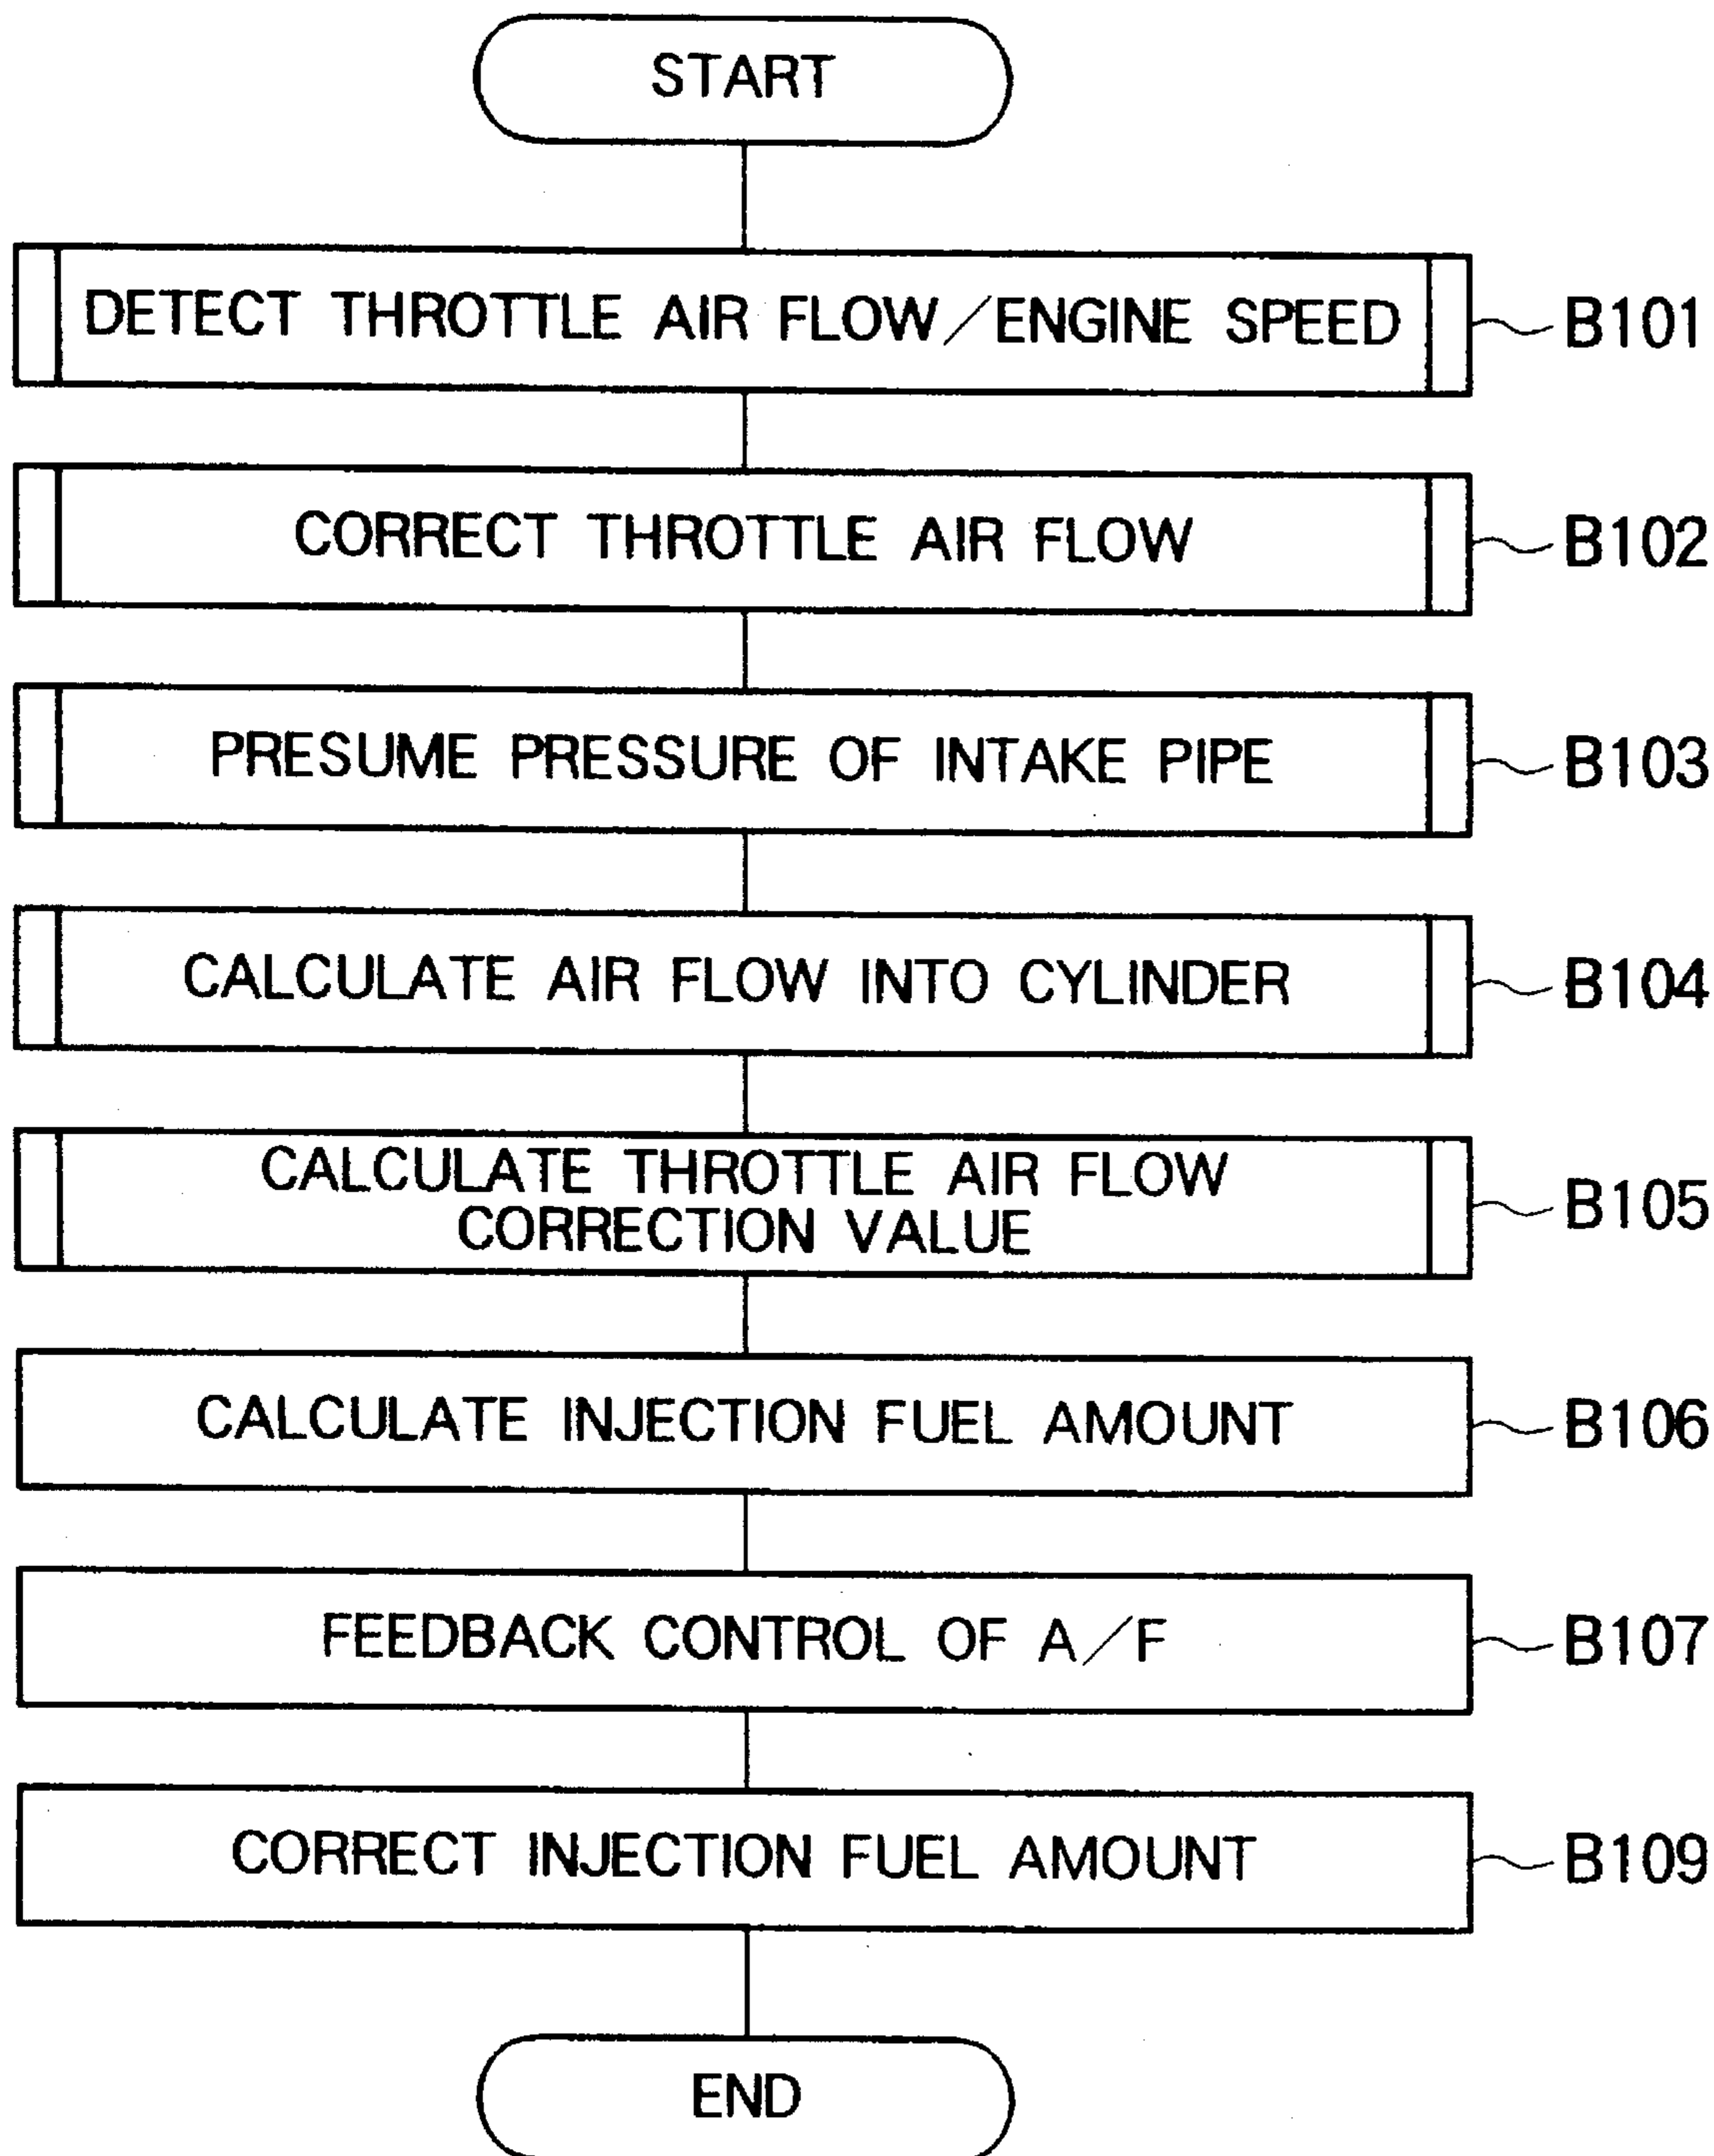 START
DETECT THROTTLE AIR FLOW/ENGINE SPEED
B101
CORRECT THROTTLE AIR FLOW
B102
PRESUME PRESSURE OF INTAKE PIPE
B103
CALCULATE AIR FLOW INTO CYLINDER
B104
CALCULATE THROTTLE AIR FLOW
CORRECTION VALUE
B105
CALCULATE INJECTION FUEL AMOUNT
B106
FEEDBACK CONTROL OF A/F
B107
CORRECT INJECTION FUEL AMOUNT
B109
END